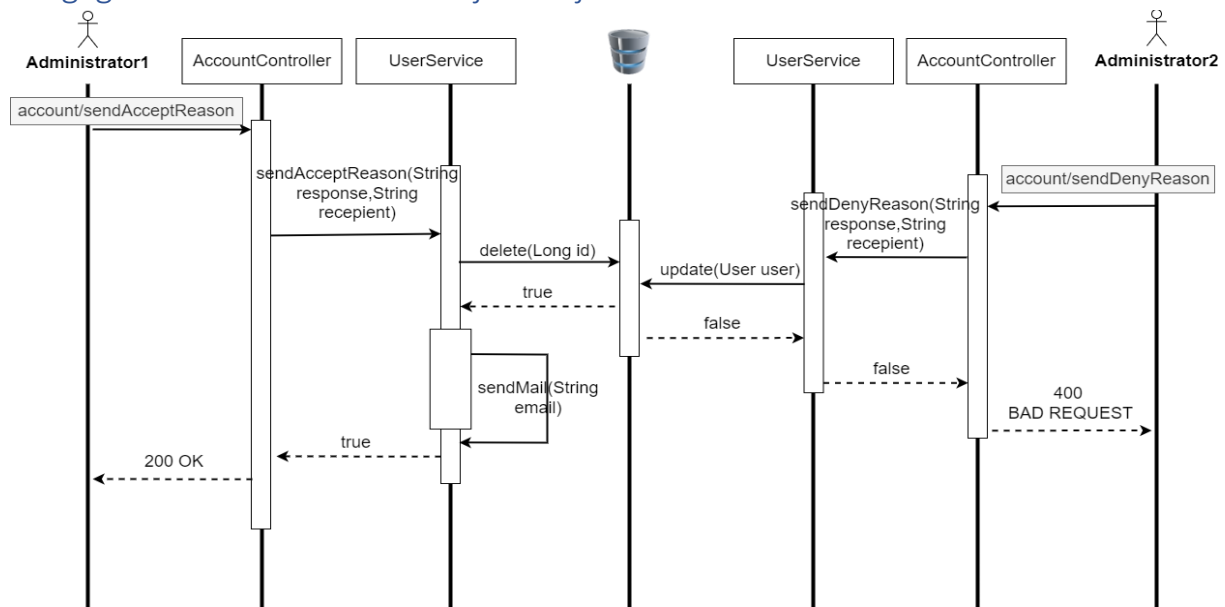 Administrator1
AccountController
UserService
UserService
AccountController
Administrator2
account/sendAcceptReason
sendAcceptReason(String
response,String
recepient)
account/sendDenyReason
sendDenyReason(String
response,String
recepient)
delete(Long id)
update(User user)
true
false
sendMail(String
email)
false
400
BAD REQUEST
true
200 OK